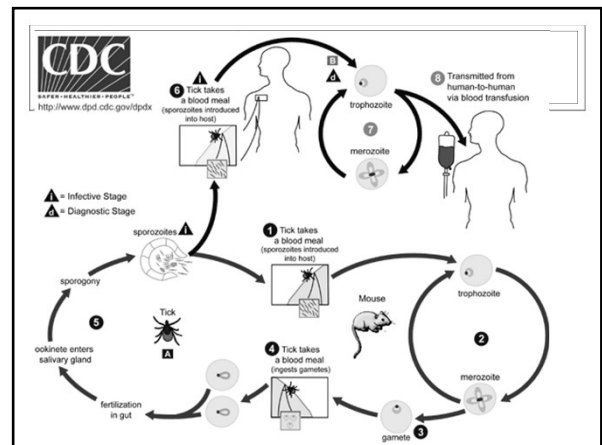 CDC
SAFER • HEALTHIER • PEOPLE™
http://www.dpd.cdc.gov/dpdx
i = Infective Stage
d = Diagnostic Stage
6 Tick takes
a blood meal
(sporozoites introduced
into host)
i
B
d
trophozoite
7
merozoite
8 Transmitted from
human-to-human
via blood transfusion
sporozoites i
1 Tick takes
a blood meal
(sporozoites introduced
into host)
trophozoite
Mouse
2
merozoite
3
gamete
4 Tick takes
a blood meal
(ingests gametes)
fertilization
in gut
ookinete enters
salivary gland
5
sporogony
Tick
A